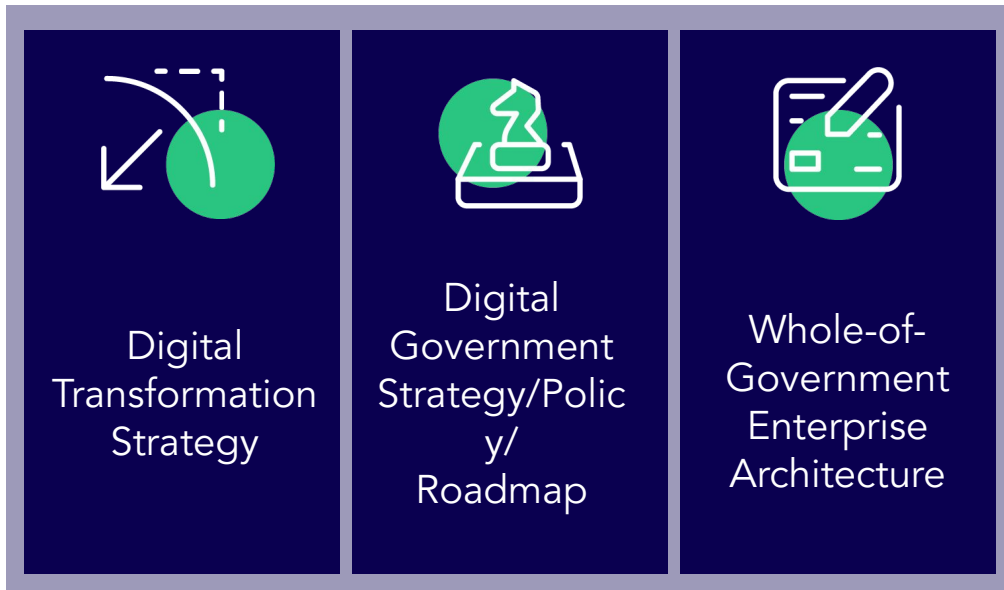 Digital
Transformation
Strategy
Digital
Government
Strategy/Polic
y/
Roadmap
Whole-of-
Government
Enterprise
Architecture